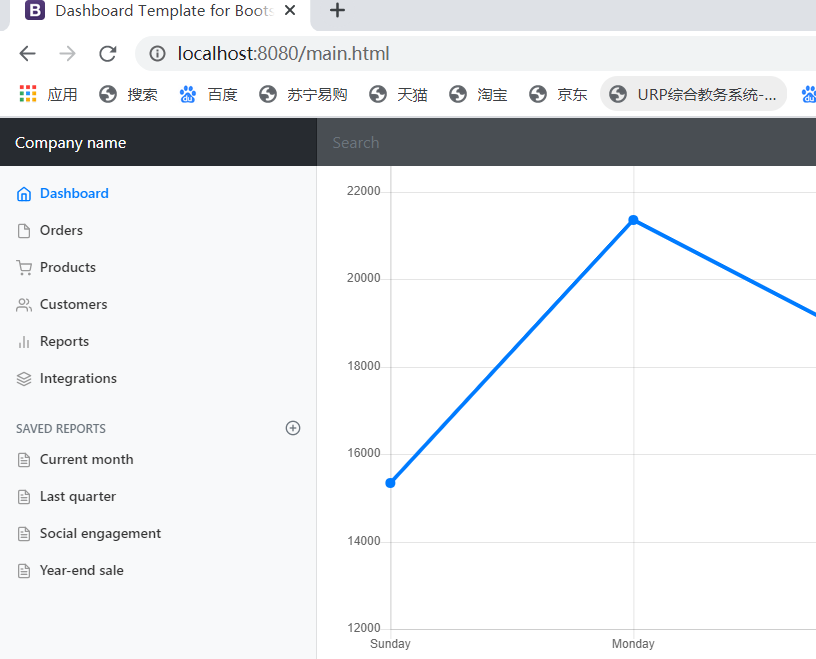 Dashboard Template for Boots
localhost:8080/main.html
应用 搜索 百度 苏宁易购 天猫 淘宝 京东 URP综合教务系统-...
Company name Search
Dashboard
Orders
Products
Customers
Reports
Integrations
SAVED REPORTS
Current month
Last quarter
Social engagement
Year-end sale
22000
20000
18000
16000
14000
12000
Sunday Monday